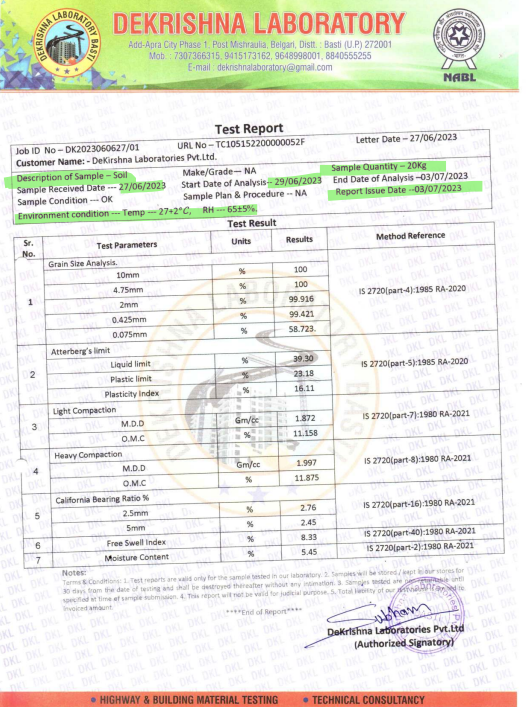 DEKRISHNA LABORATORY
Add-Apra City Phase 1, Post Mishraulia, Belgari, Distt. : Basti (U.P.) 272001
Mob. : 7307366315, 9415173162, 9648998001, 8840555255
E-mail : dekrishnalaboratory@gmail.com
DEKRISHNA LABORATORY BASTI
NABL
Test Report
Job ID No – DK2023060627/01 URL No – TC105152200000052F Letter Date – 27/06/2023
Customer Name: - DeKrishna Laboratories Pvt.Ltd.
Description of Sample – Soil Make/Grade— NA Sample Quantity – 20Kg
Sample Received Date --- 27/06/2023 Start Date of Analysis-- 29/06/2023 End Date of Analysis —03/07/2023
Sample Condition --- OK Sample Plan & Procedure -- NA Report Issue Date --03/07/2023
Environment condition --- Temp --- 27+2°C, RH --- 65±5%.
Test Result
Sr. No. Test Parameters Units Results Method Reference
1 Grain Size Analysis. IS 2720(part-4):1985 RA-2020
10mm % 100
4.75mm % 100
2mm % 99.916
0.425mm % 99.421
0.075mm % 58.723.
2 Atterberg's limit IS 2720(part-5):1985 RA-2020
Liquid limit % 39.30
Plastic limit % 23.18
Plasticity Index % 16.11
3 Light Compaction IS 2720(part-7):1980 RA-2021
M.D.D Gm/cc 1.872
O.M.C % 11.158
4 Heavy Compaction IS 2720(part-8):1980 RA-2021
M.D.D Gm/cc 1.997
O.M.C % 11.875
5 California Bearing Ratio % IS 2720(part-16):1980 RA-2021
2.5mm % 2.76
5mm % 2.45
6 Free Swell Index % 8.33 IS 2720(part-40):1980 RA-2021
7 Moisture Content % 5.45 IS 2720(part-2):1980 RA-2021
Notes:
Terms & Conditions: 1. Test reports are valid only for the sample tested in our laboratory. 2. Samples will be stored / kept in our stores for
30 days from the date of testing and shall be destroyed thereafter without any intimation. 3. Samples tested are until
specified at time of sample submission. 4. This report will not be valid for judicial purpose. 5. Total liability of our to
invoiced amount.
****End of Report****
Subham
DeKrishna Laboratories Pvt.Ltd
(Authorized Signatory)
• HIGHWAY & BUILDING MATERIAL TESTING • TECHNICAL CONSULTANCY